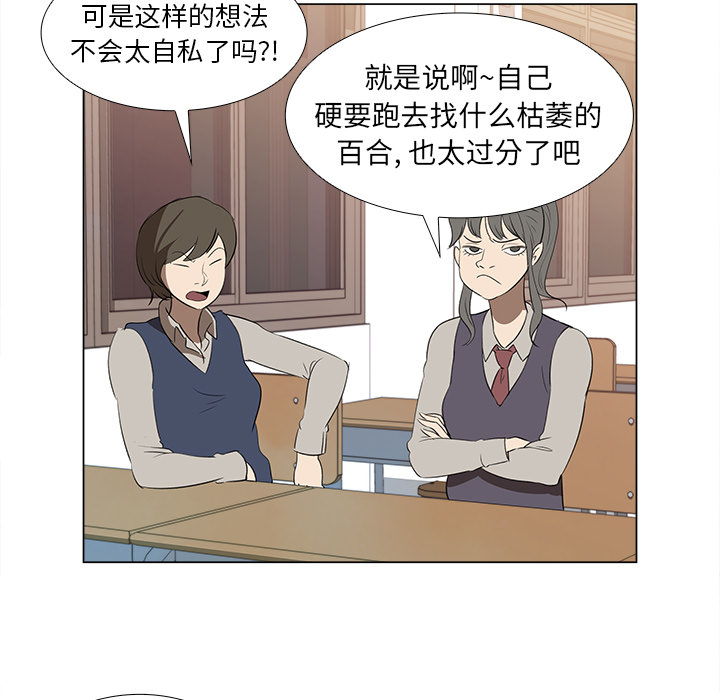 可是这样的想法
不会太自私了吗?!
就是说啊~自己
硬要跑去找什么枯萎的
百合, 也太过分了吧